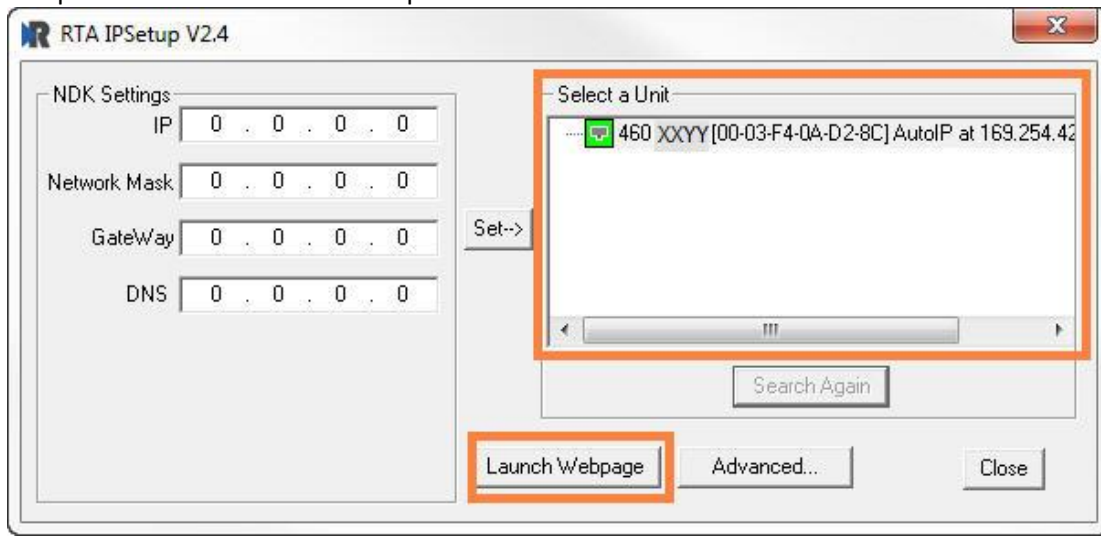 RTA IPSetup V2.4
NDK Settings
IP 0 . 0 . 0 . 0
Network Mask 0 . 0 . 0 . 0
GateWay 0 . 0 . 0 . 0
DNS 0 . 0 . 0 . 0
Set-->
Select a Unit
460 XXYY [00-03-F4-0A-D2-8C] AutoIP at 169.254.42
Search Again
Launch Webpage
Advanced...
Close